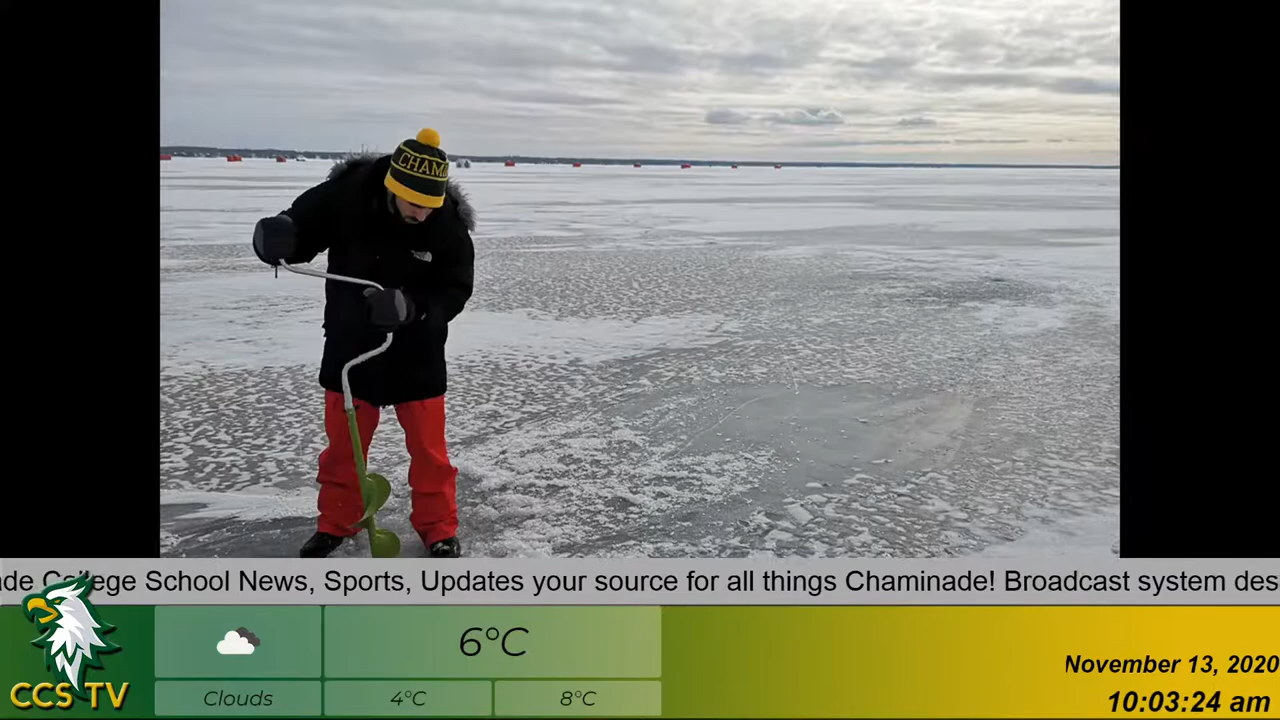 CHAM
ade College School News, Sports, Updates your source for all things Chaminade! Broadcast system des
6°C
November 13, 2020
CCS TV
Clouds
4°C
8°C
10:03:24 am